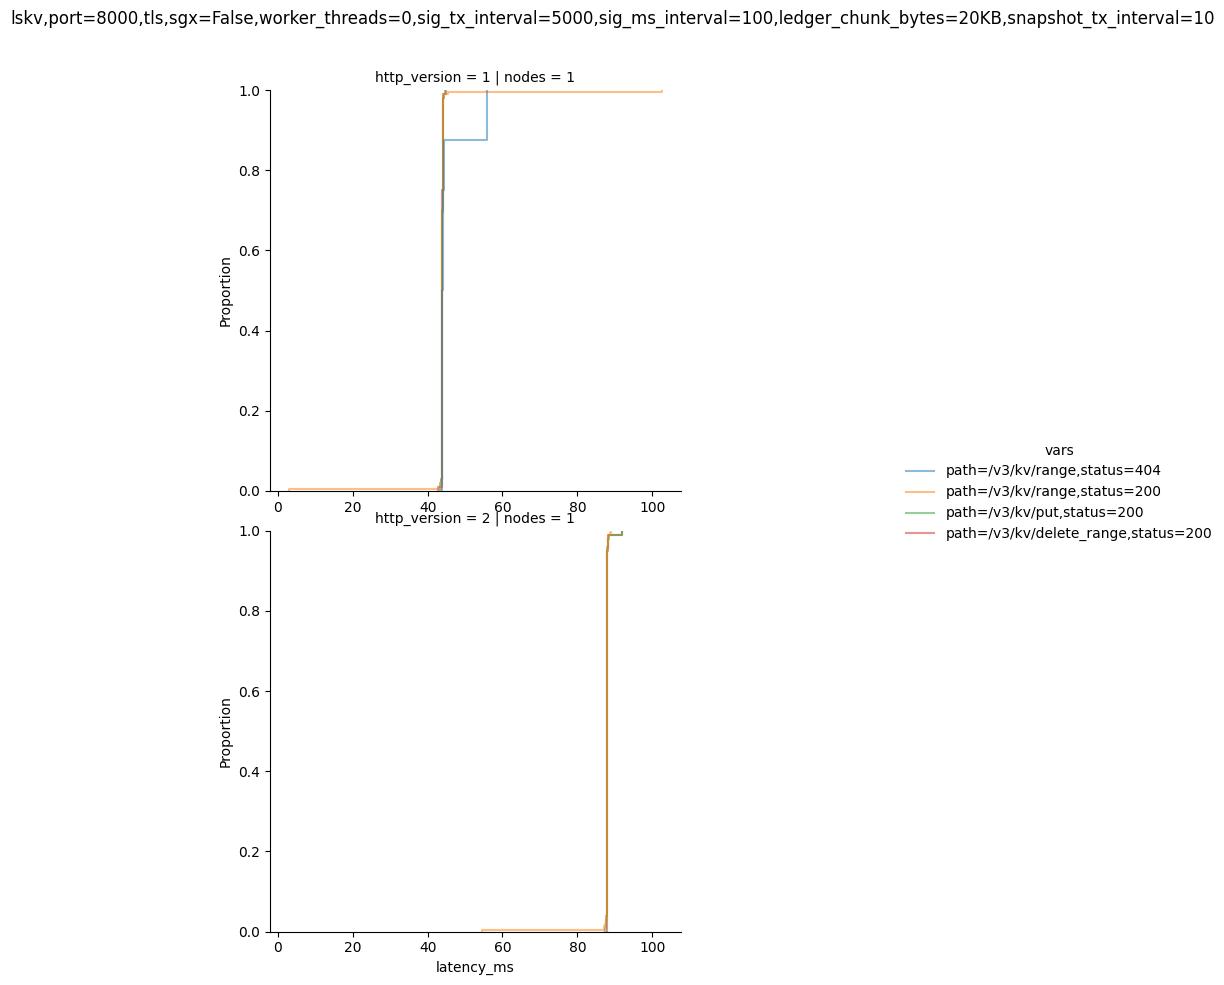 lskv,port=8000,tls,sgx=False,worker_threads=0,sig_tx_interval=5000,sig_ms_interval=100,ledger_chunk_bytes=20KB,snapshot_tx_interval=10
http_version = 1 | nodes = 1
1.0
0.8
0.6
0.4
0.2
0.0
Proportion
0 20 40 60 80 100
http_version = 2 | nodes = 1
1.0
0.8
0.6
0.4
0.2
0.0
Proportion
0 20 40 60 80 100
latency_ms
vars
path=/v3/kv/range,status=404
path=/v3/kv/range,status=200
path=/v3/kv/put,status=200
path=/v3/kv/delete_range,status=200